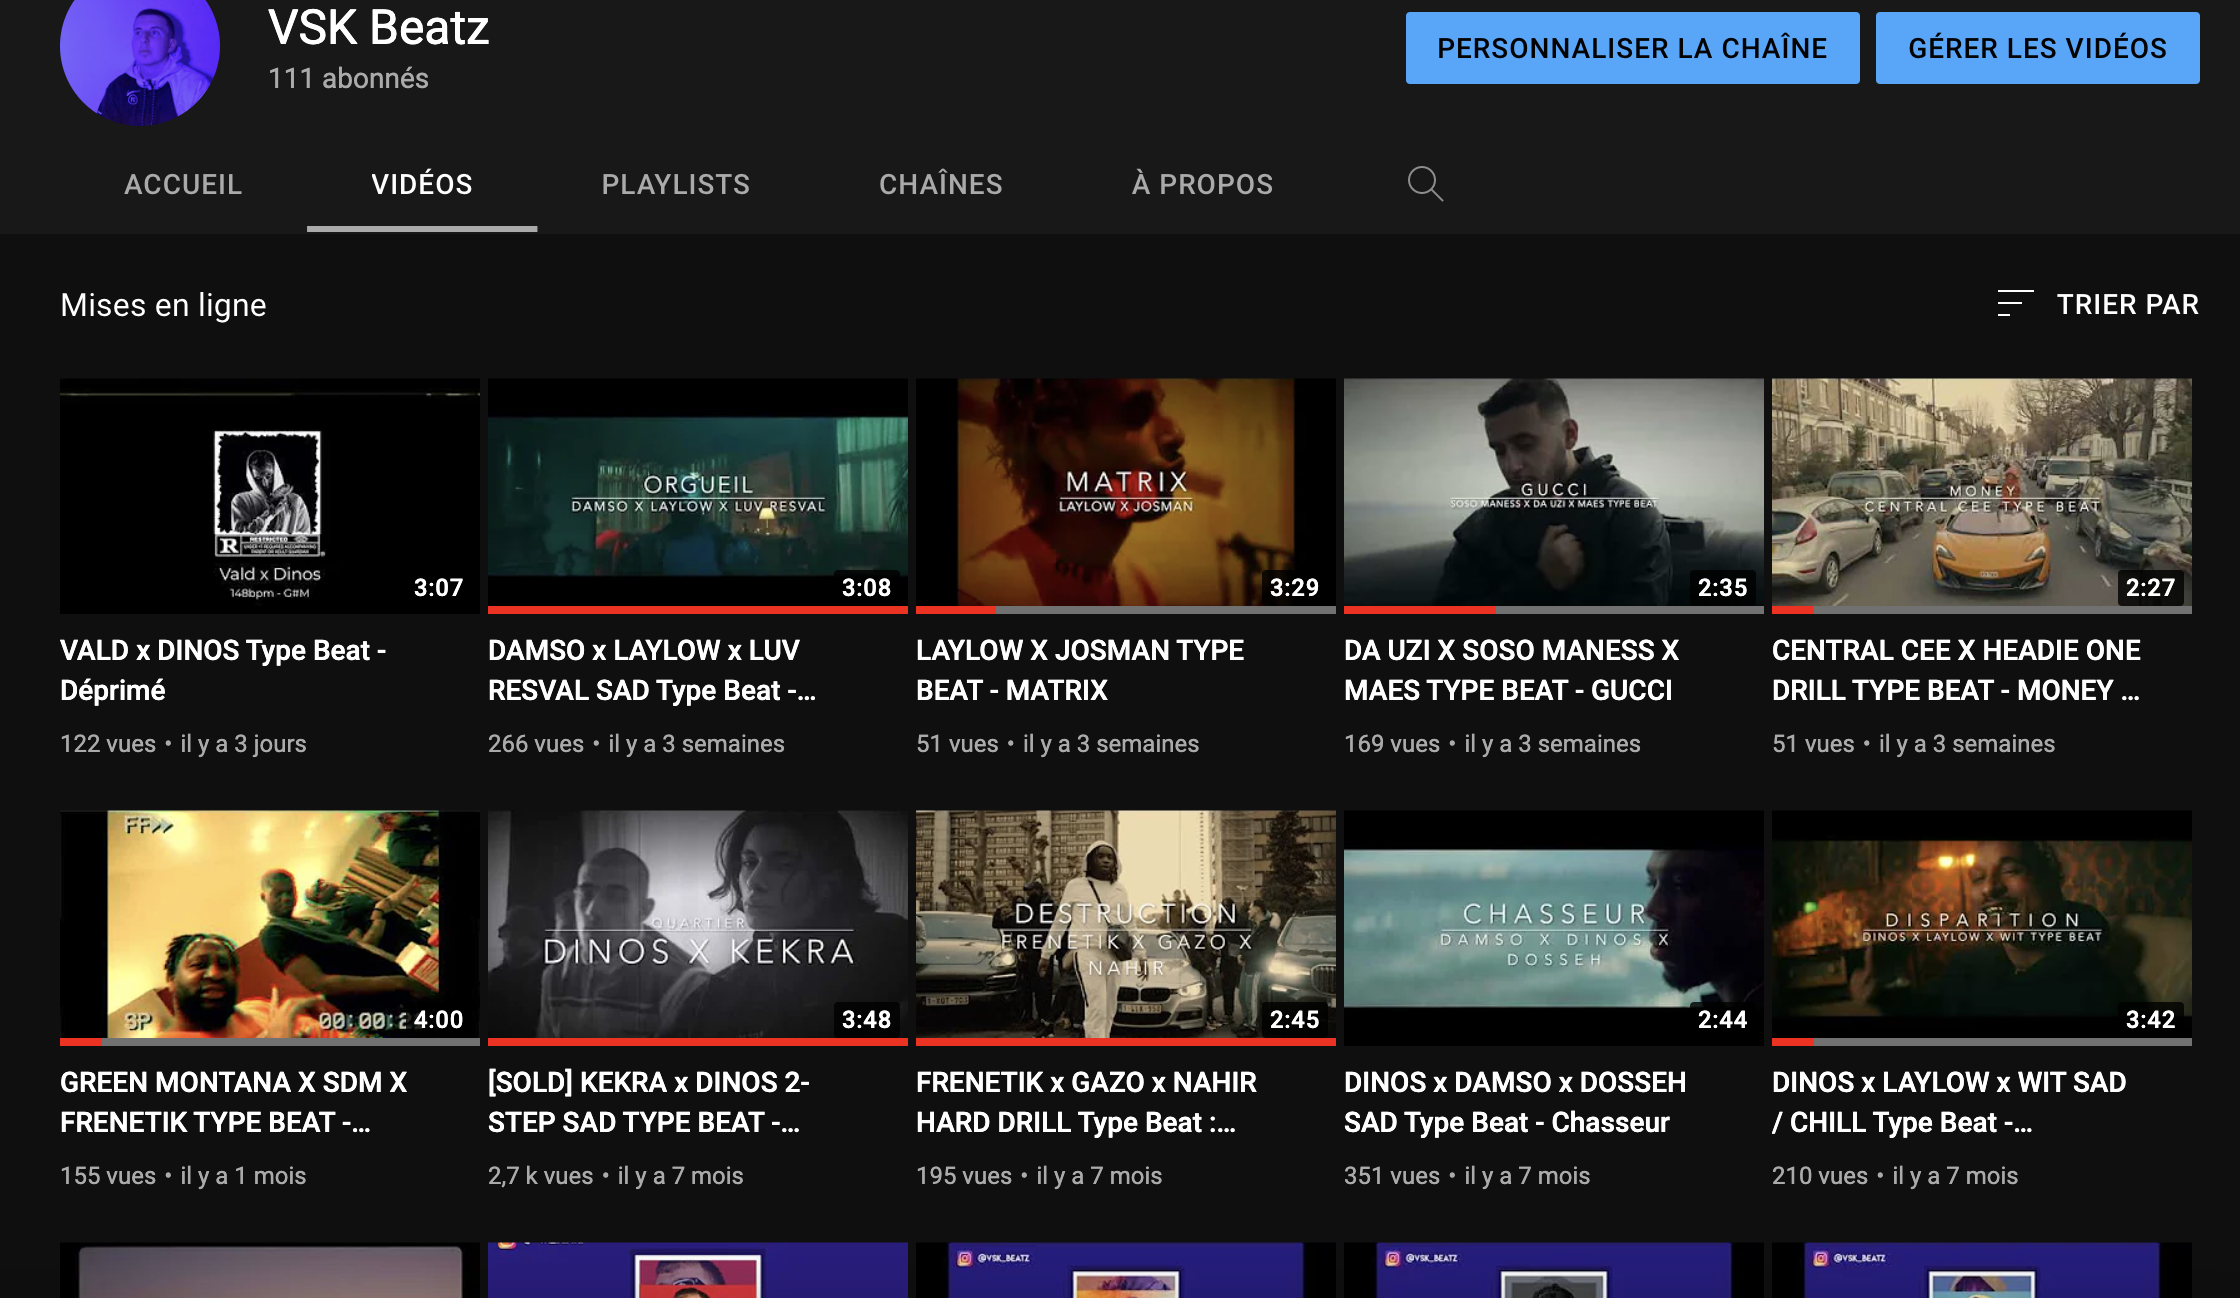 VSK Beatz
111 abonnés
PERSONNALISER LA CHAÎNE
GÉRER LES VIDÉOS
ACCUEIL
VIDÉOS
PLAYLISTS
CHAÎNES
À PROPOS
Mises en ligne
TRIER PAR
R
RESTRICTED
Vald x Dinos
148bpm - G#M
3:07
ORGUEIL
DAMSO X LAYLOW X LUV RESVAL
3:08
MATRIX
LAYLOW X JOSMAN
3:29
GUCCI
SOSO MANESS X DA UZI X MAES TYPE BEAT
2:35
MONEY
CENTRAL CEE TYPE BEAT
2:27
VALD x DINOS Type Beat -
Déprimé
122 vues • il y a 3 jours
DAMSO x LAYLOW x LUV
RESVAL SAD Type Beat -...
266 vues • il y a 3 semaines
LAYLOW X JOSMAN TYPE
BEAT - MATRIX
51 vues • il y a 3 semaines
DA UZI X SOSO MANESS X
MAES TYPE BEAT - GUCCI
169 vues • il y a 3 semaines
CENTRAL CEE X HEADIE ONE
DRILL TYPE BEAT - MONEY ...
51 vues • il y a 3 semaines
FF
SP
00:00:2
4:00
QUARTIER
DINOS X KEKRA
3:48
DESTRUCTION
FRENETIK X GAZO X
NAHIR
2:45
CHASSEUR
DAMSO X DINOS X
DOSSEH
2:44
DISPARITION
DINOS X LAYLOW X WIT TYPE BEAT
3:42
GREEN MONTANA X SDM X
FRENETIK TYPE BEAT -...
155 vues • il y a 1 mois
[SOLD] KEKRA x DINOS 2-
STEP SAD TYPE BEAT -...
2,7 k vues • il y a 7 mois
FRENETIK x GAZO x NAHIR
HARD DRILL Type Beat :...
195 vues • il y a 7 mois
DINOS x DAMSO x DOSSEH
SAD Type Beat - Chasseur
351 vues • il y a 7 mois
DINOS x LAYLOW x WIT SAD
/ CHILL Type Beat -...
210 vues • il y a 7 mois
@VSK_BEATZ
@VSK_BEATZ
@VSK_BEATZ